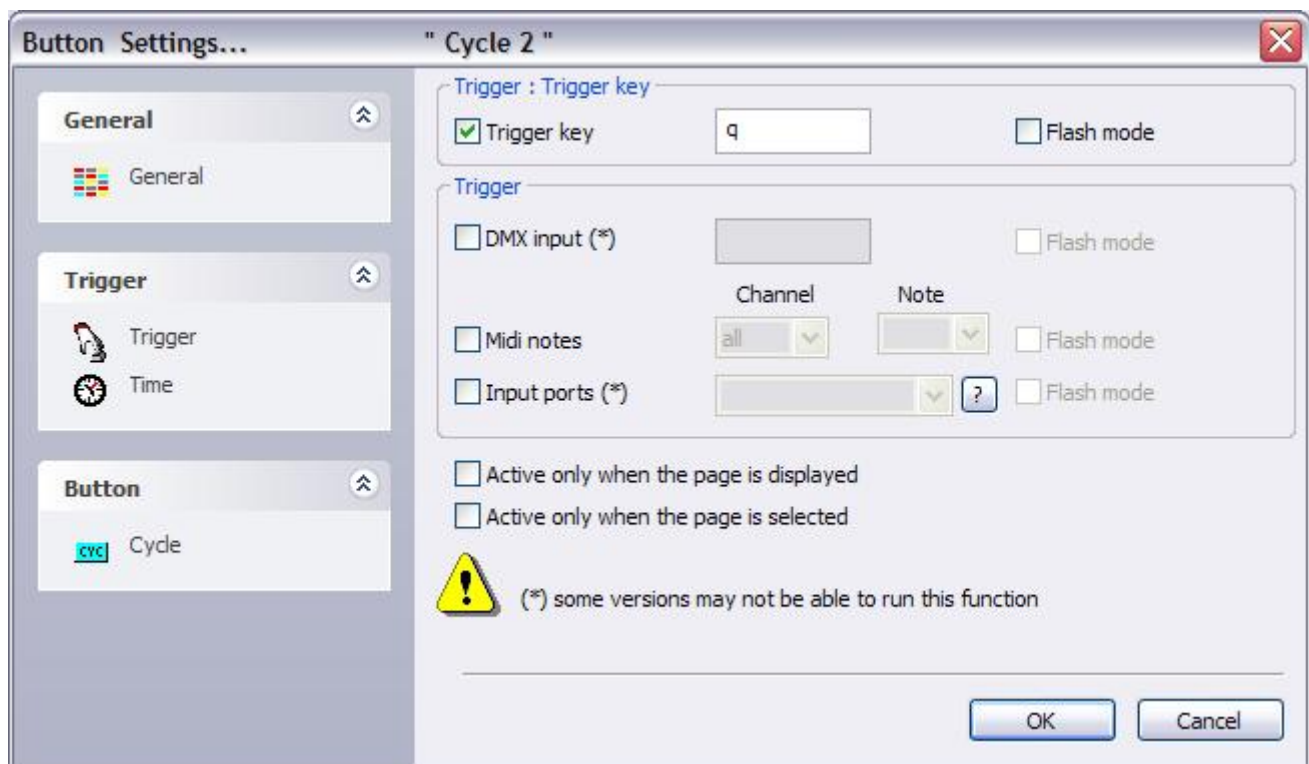 Button Settings... " Cycle 2 "
General
General
Trigger
Trigger
Time
Button
CYC Cycle
Trigger : Trigger key
Trigger key q Flash mode
Trigger
DMX input (*) Flash mode
Channel Note
Midi notes all Flash mode
Input ports (*) ? Flash mode
Active only when the page is displayed
Active only when the page is selected
(*) some versions may not be able to run this function
OK Cancel